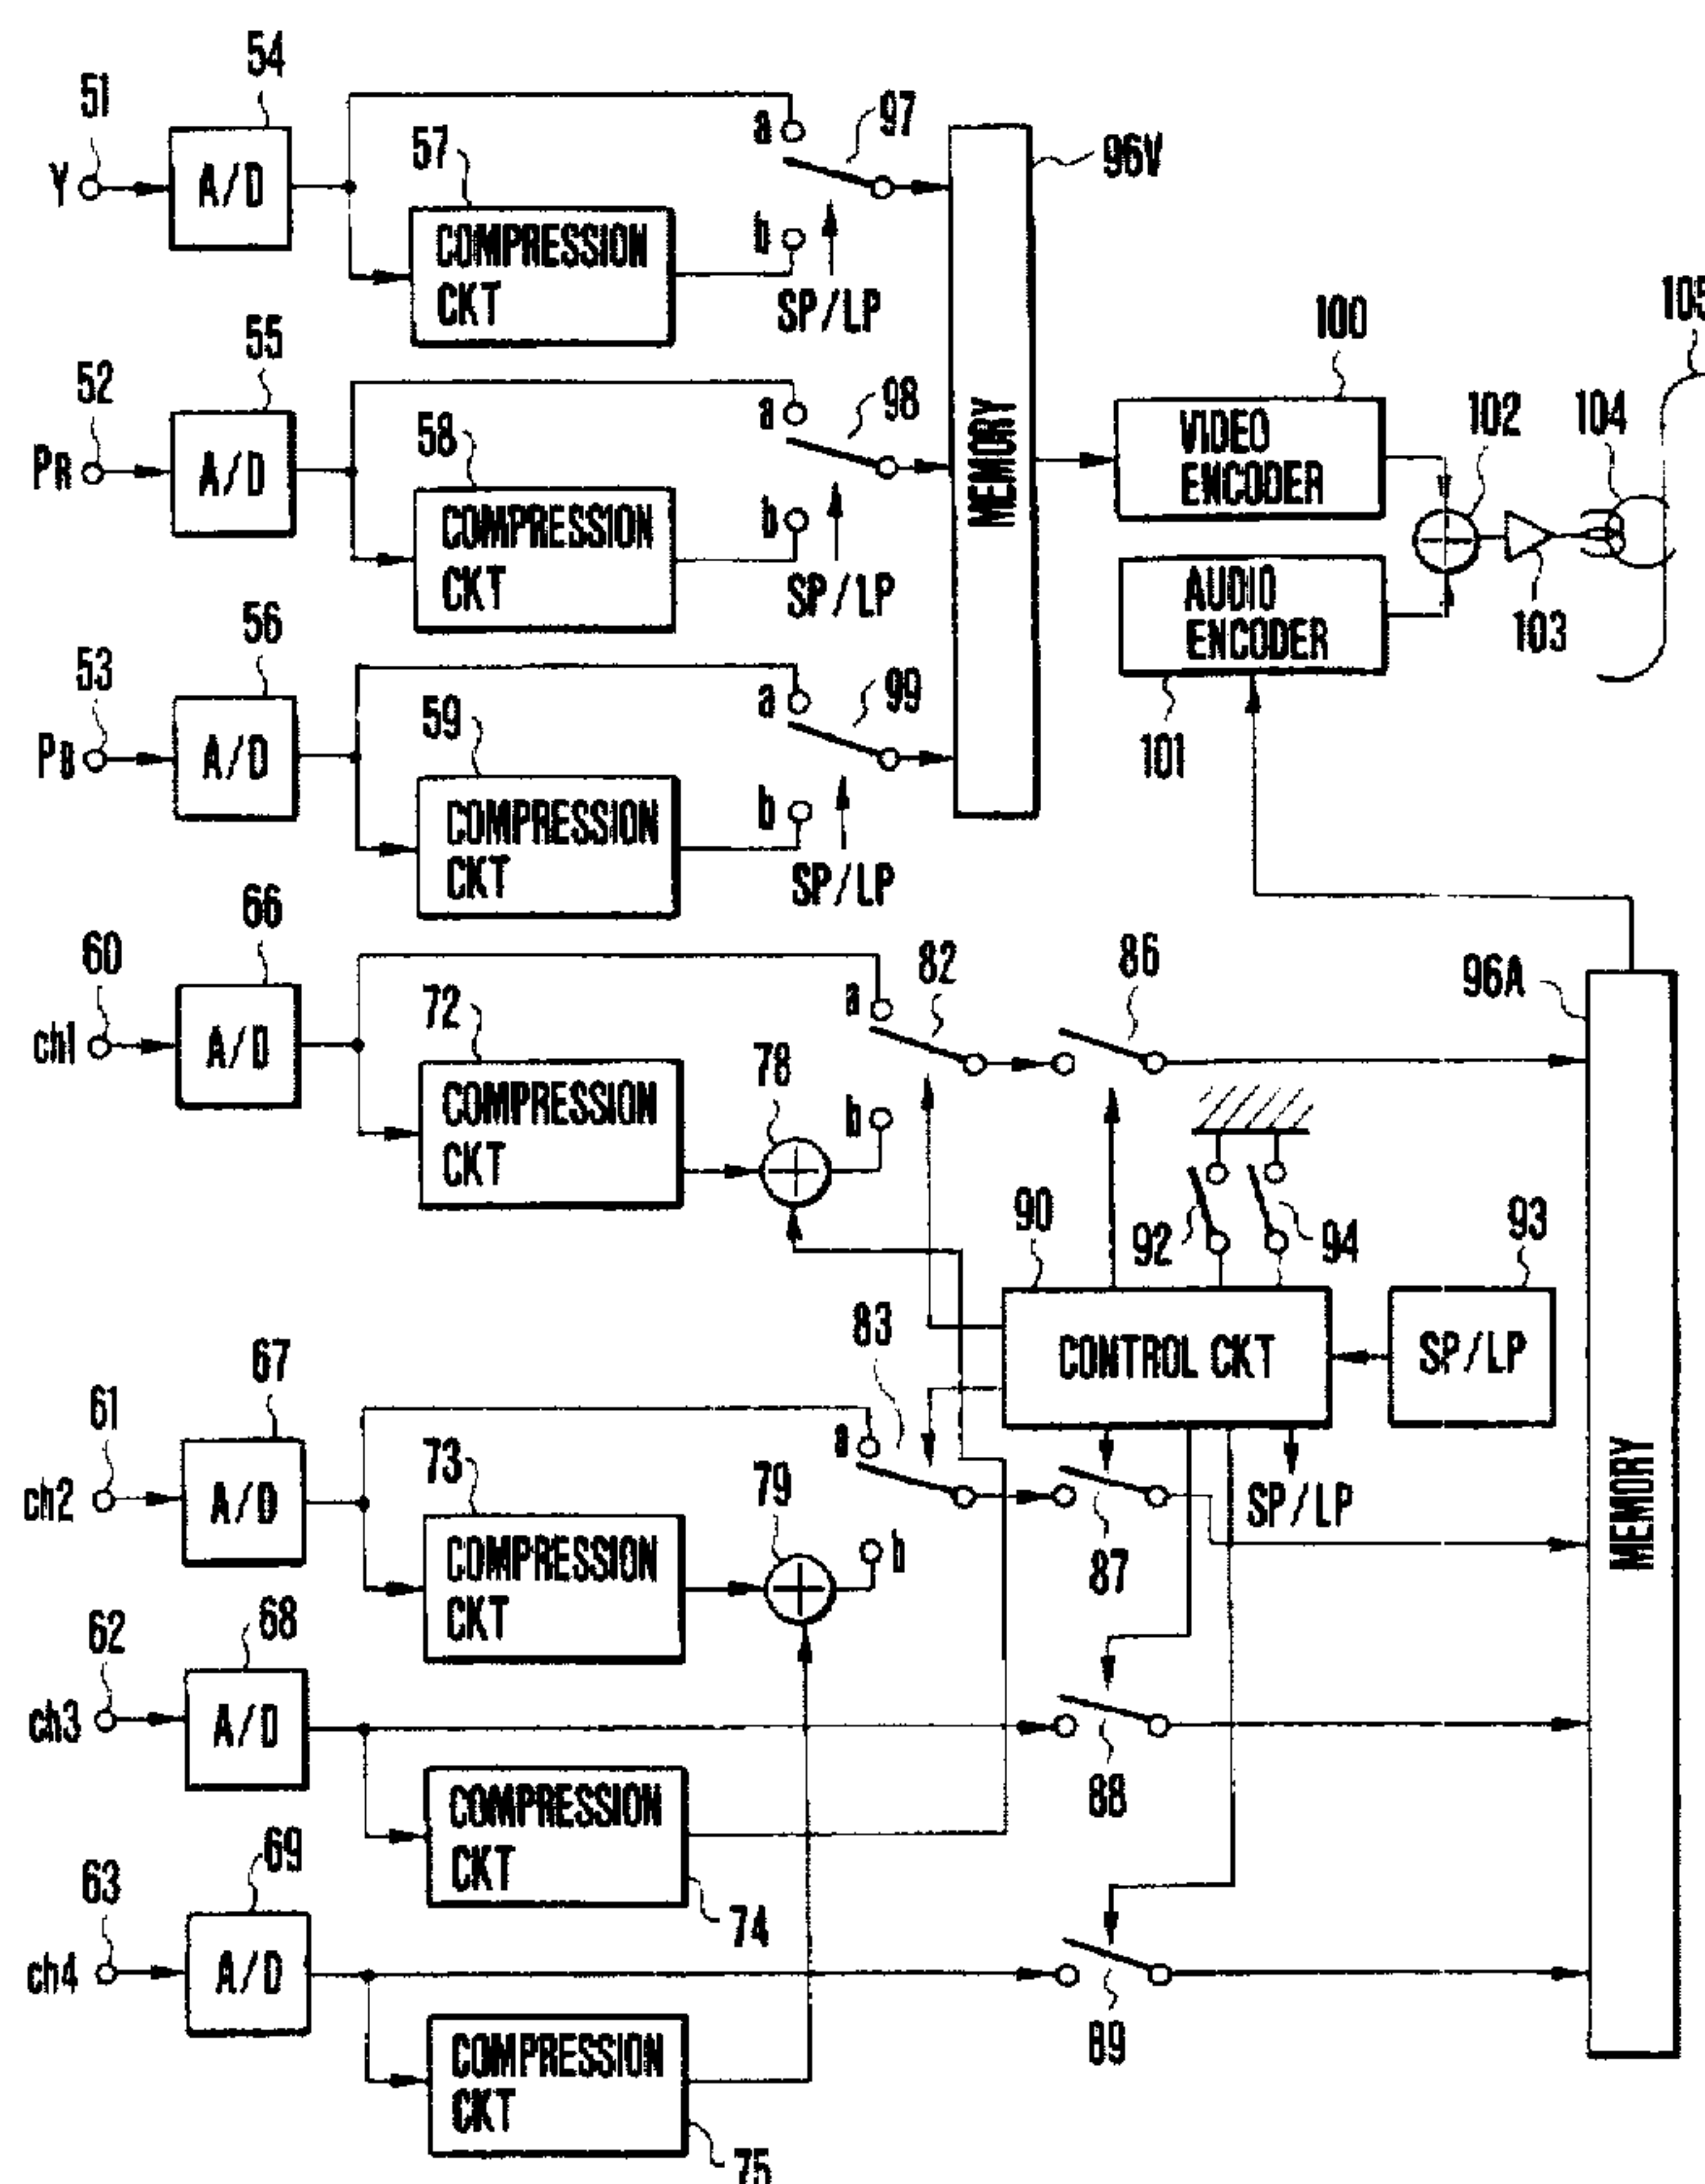 54
51
a
97
Y
A/D
57
96V
COMPRESSION
CKT
b
SP/LP
55
52
100
105
a
98
PR
A/D
58
102
104
MEMORY
VIDEO
ENCODER
COMPRESSION
CKT
b
SP/LP
103
AUDIO
ENCODER
101
56
53
a
99
PB
A/D
59
COMPRESSION
CKT
b
SP/LP
66
60
82
86
96A
a
ch1
A/D
72
78
COMPRESSION
CKT
b
90
92
94
93
83
CONTROL CKT
SP/LP
67
61
a
73
79
ch2
A/D
SP/LP
MEMORY
COMPRESSION
CKT
b
87
62
68
ch3
A/D
88
COMPRESSION
CKT
74
63
69
ch4
A/D
89
COMPRESSION
CKT
75